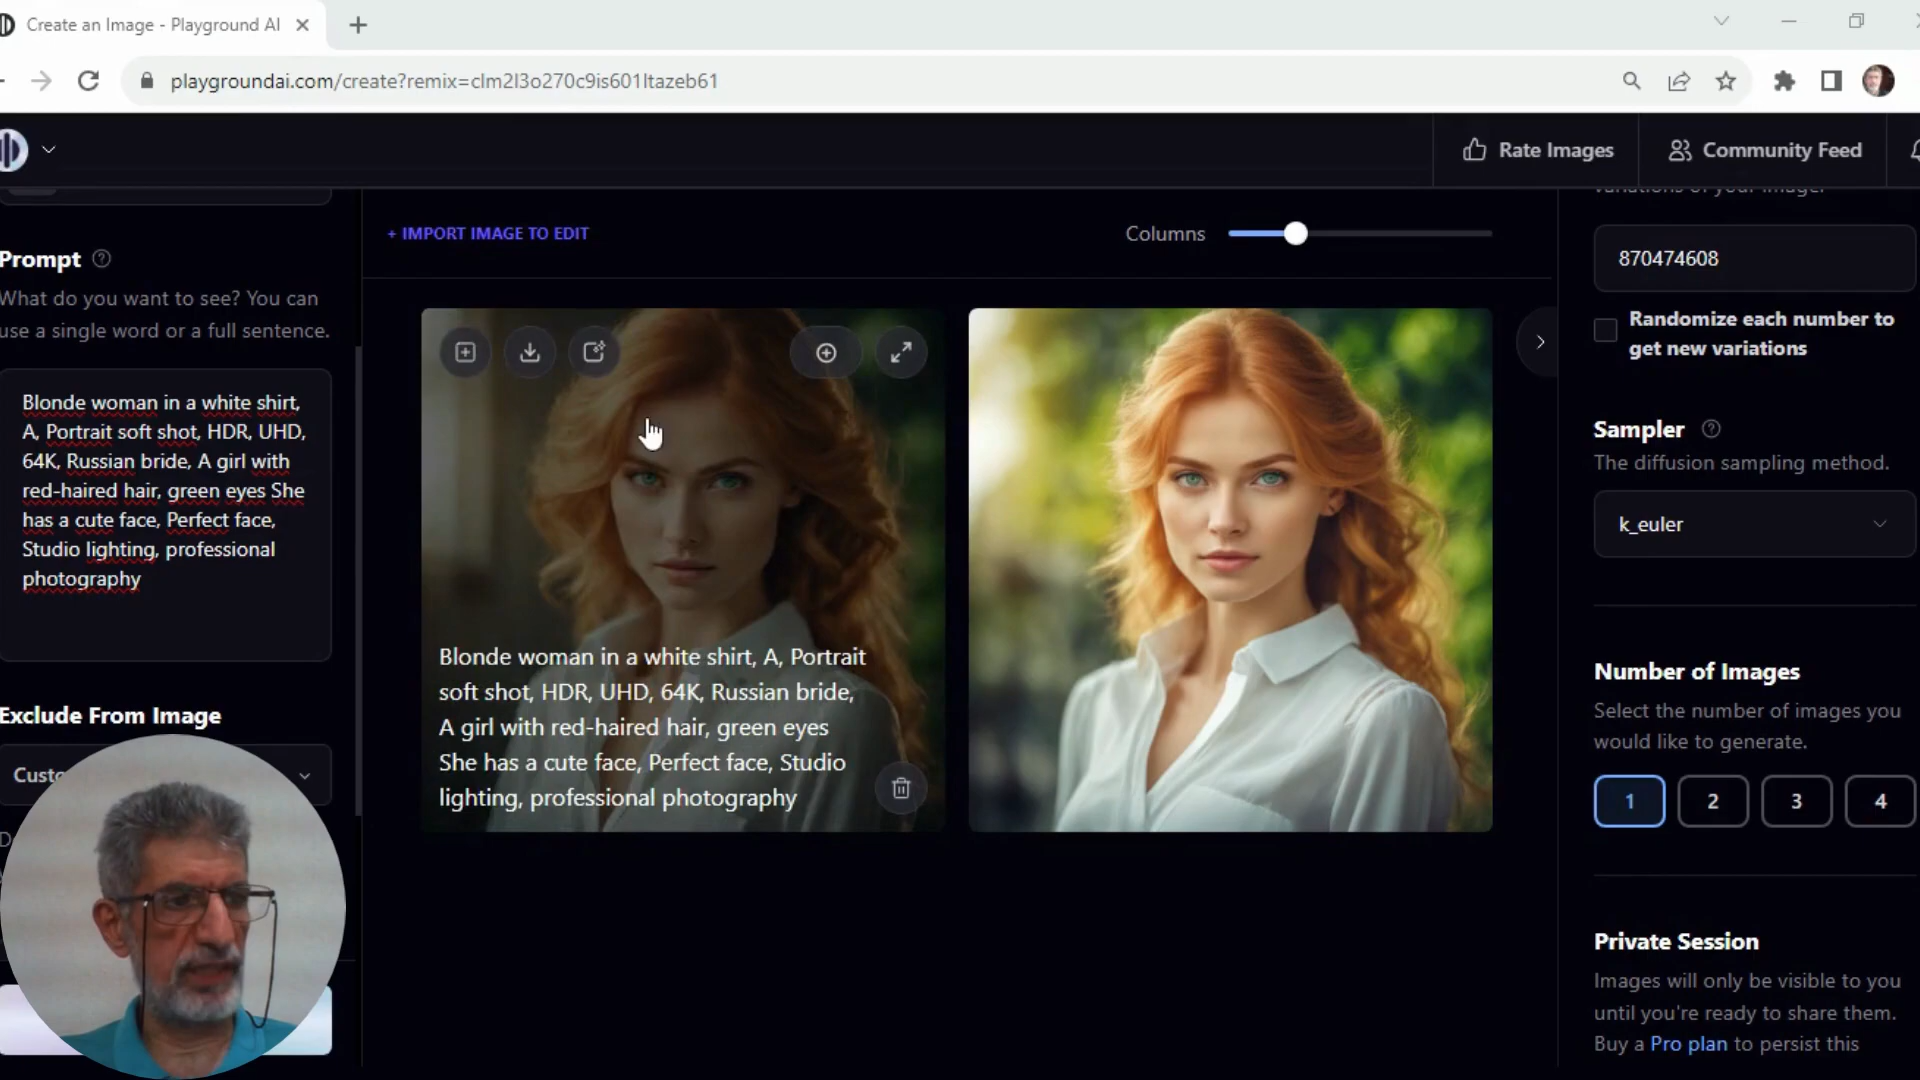 Create an Image - Playground AI
playgroundai.com/create?remix=clm2l3o270c9is601ltazeb61
Rate Images
Community Feed
+ IMPORT IMAGE TO EDIT
Columns
Prompt
What do you want to see? You can
use a single word or a full sentence.
Blonde woman in a white shirt,
A, Portrait soft shot, HDR, UHD,
64K, Russian bride, A girl with
red-haired hair, green eyes She
has a cute face, Perfect face,
Studio lighting, professional
photography
Exclude From Image
Blonde woman in a white shirt, A, Portrait
soft shot, HDR, UHD, 64K, Russian bride,
A girl with red-haired hair, green eyes
She has a cute face, Perfect face, Studio
lighting, professional photography
variations of your image.
870474608
Randomize each number to
get new variations
Sampler
The diffusion sampling method.
k_euler
Number of Images
Select the number of images you
would like to generate.
1
2
3
4
Private Session
Images will only be visible to you
until you're ready to share them.
Buy a Pro plan to persist this